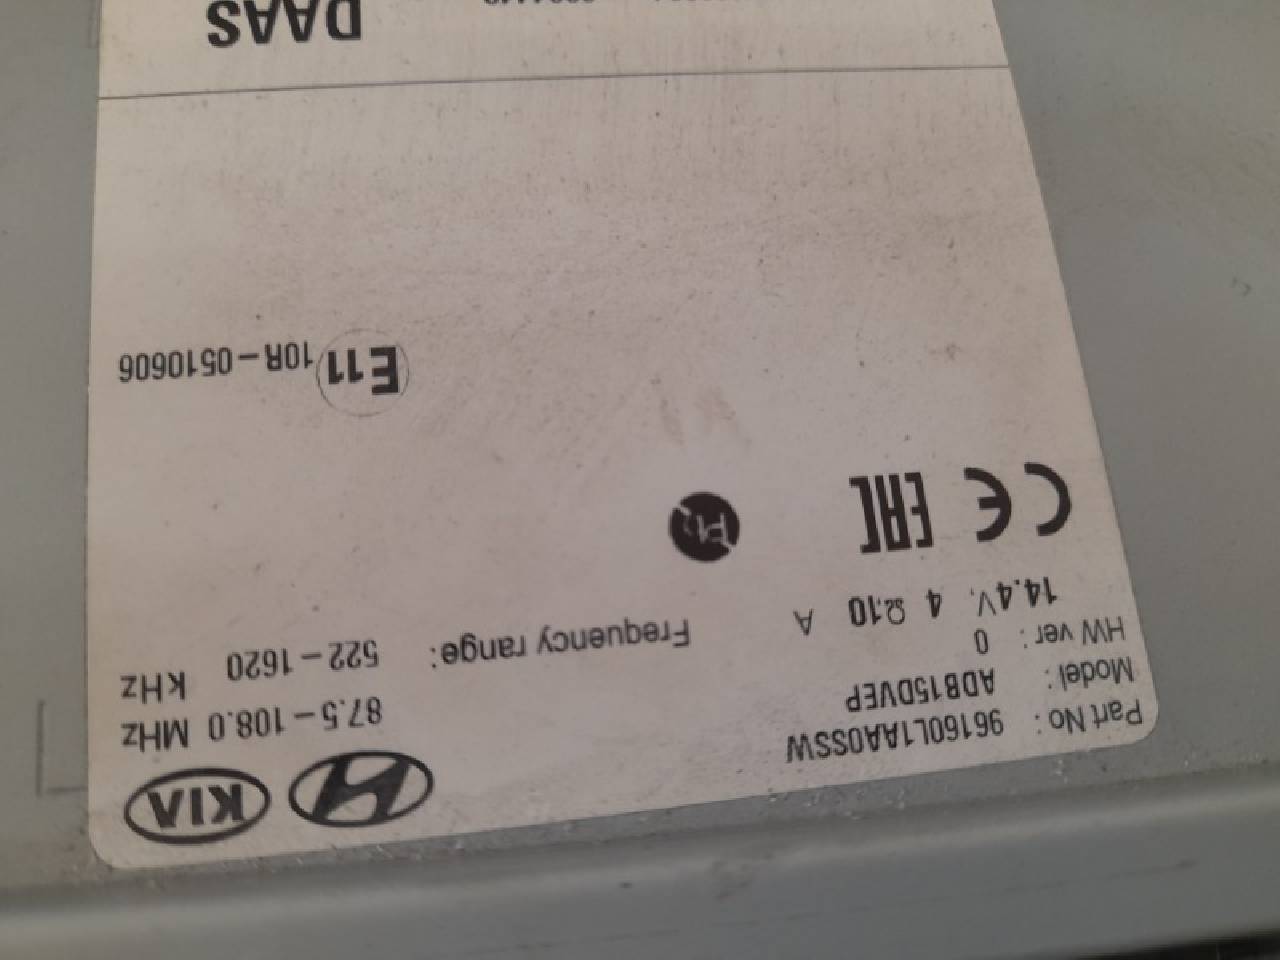 Part No: 96160L1AA0SSW
Model: ADB15DVEP
HW ver: 0
14.4V, 4 Ω,10 A
KIA
87.5-108.0 MHz
Frequency range: 522-1620 KHz
CE EAC
E11 10R-0510606
DAAS